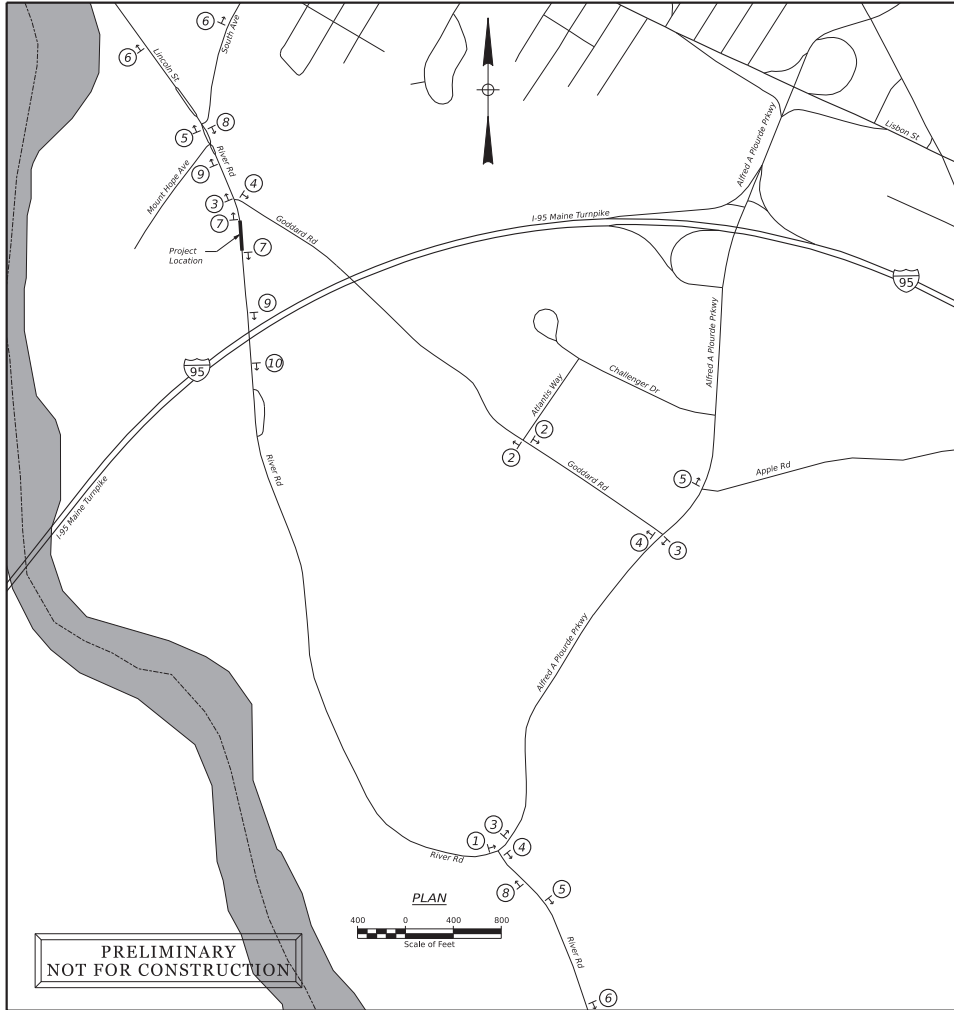 6
South Ave
6
Lincoln St
Alfred A Plourde Prkwy
Lisbon St
8
5
River Rd
Mount Hope Ave
9
4
3
7
Goddard Rd
I-95 Maine Turnpike
Project
Location
7
95
9
10
95
Alfred A Plourde Prkwy
Challenger Dr
Atlantis Way
2
2
River Rd
Goddard Rd
5
Apple Rd
I-95 Maine Turnpike
4
3
Alfred A Plourde Prkwy
3
1
4
River Rd
8
5
PLAN
400 0 400 800
Scale of Feet
River Rd
6
PRELIMINARY
NOT FOR CONSTRUCTION